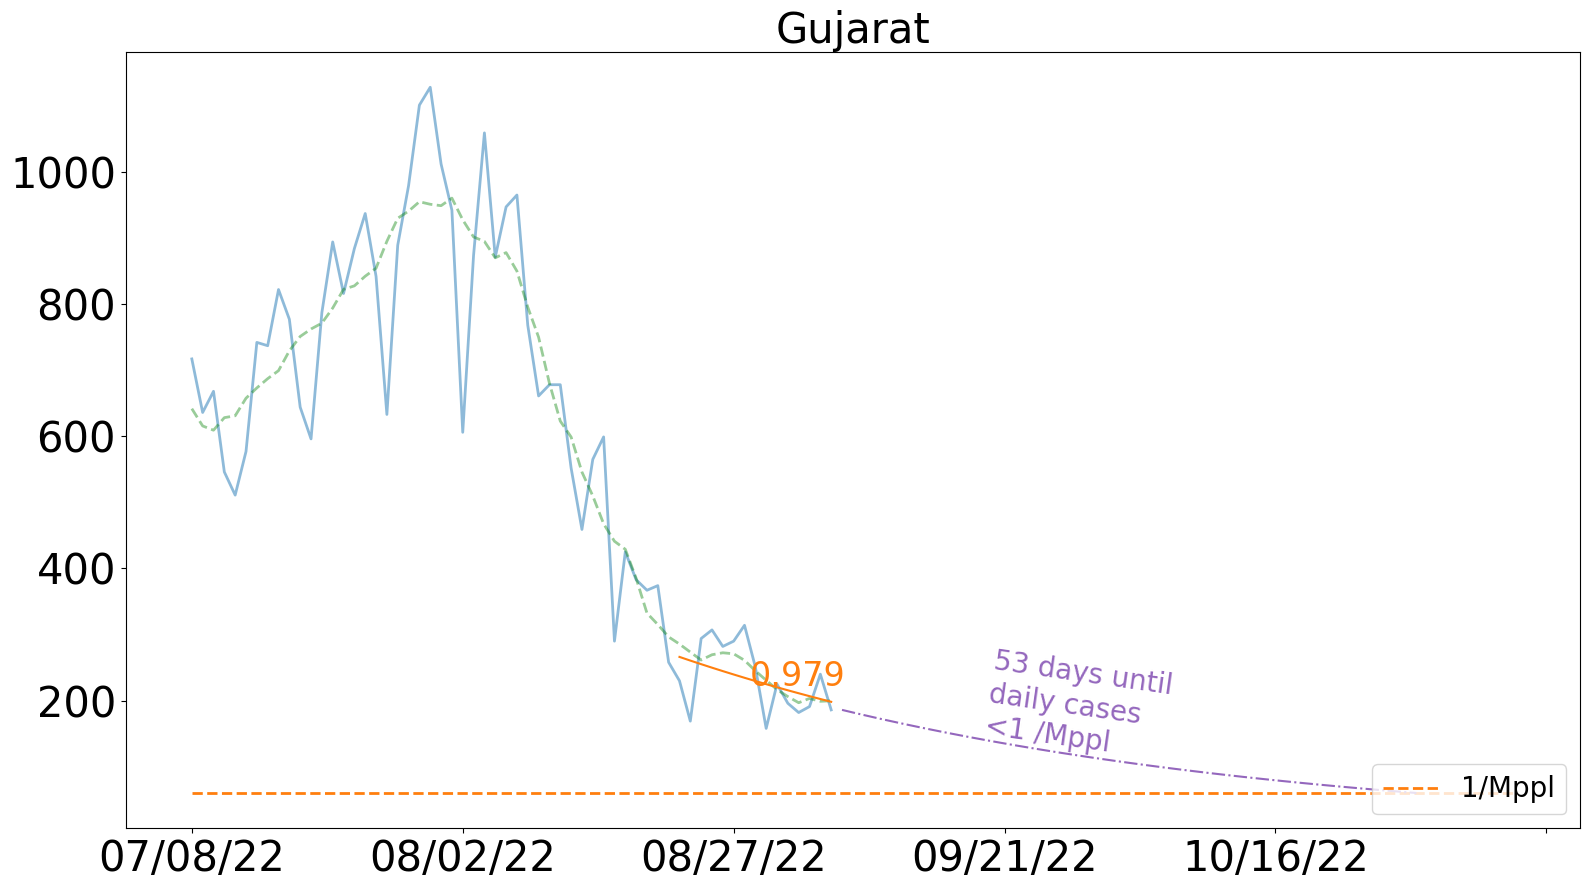 Gujarat
1000
800
600
400
200
0.979
53 days until
daily cases
<1 /Mppl
1/Mppl
07/08/22
08/02/22
08/27/22
09/21/22
10/16/22